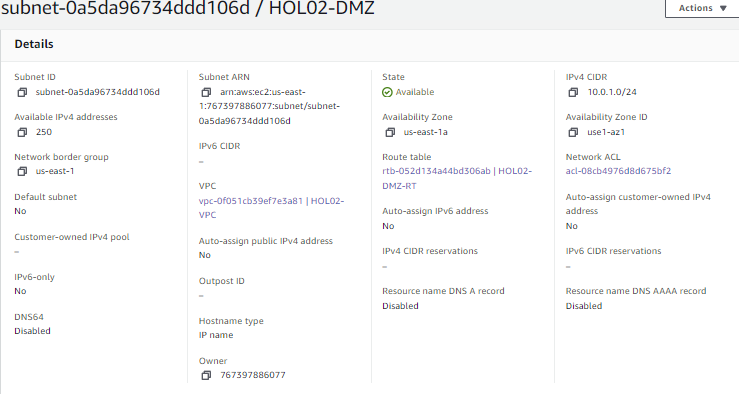 subnet-0a5da96734ddd106d / HOL02-DMZ
Actions
Details
Subnet ID
subnet-0a5da96734ddd106d
Available IPv4 addresses
250
Network border group
us-east-1
Default subnet
No
Customer-owned IPv4 pool
–
IPv6-only
No
DNS64
Disabled
Subnet ARN
arn:aws:ec2:us-east-
1:767397886077:subnet/subnet-
0a5da96734ddd106d
IPv6 CIDR
–
VPC
vpc-0f051cb39ef7e3a81 | HOL02-
VPC
Auto-assign public IPv4 address
No
Outpost ID
–
Hostname type
IP name
Owner
767397886077
State
Available
Availability Zone
us-east-1a
Route table
rtb-052d134a44bd306ab | HOL02-
DMZ-RT
Auto-assign IPv6 address
No
IPv4 CIDR reservations
–
Resource name DNS A record
Disabled
IPv4 CIDR
10.0.1.0/24
Availability Zone ID
use1-az1
Network ACL
acl-08cb4976d8d675bf2
Auto-assign customer-owned IPv4
address
No
IPv6 CIDR reservations
–
Resource name DNS AAAA record
Disabled